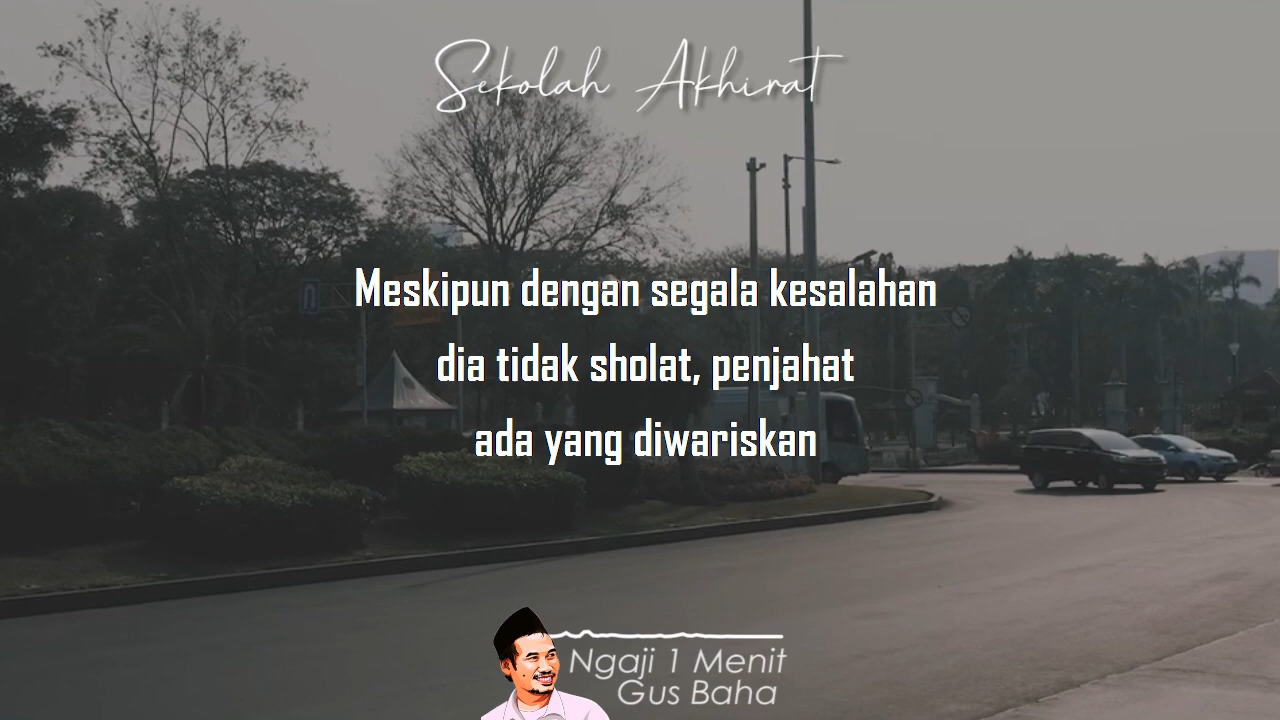 Sekolah Akhirat
Meskipun dengan segala kesalahan
dia tidak sholat, penjahat
ada yang diwariskan
Ngaji 1 Menit
Gus Baha